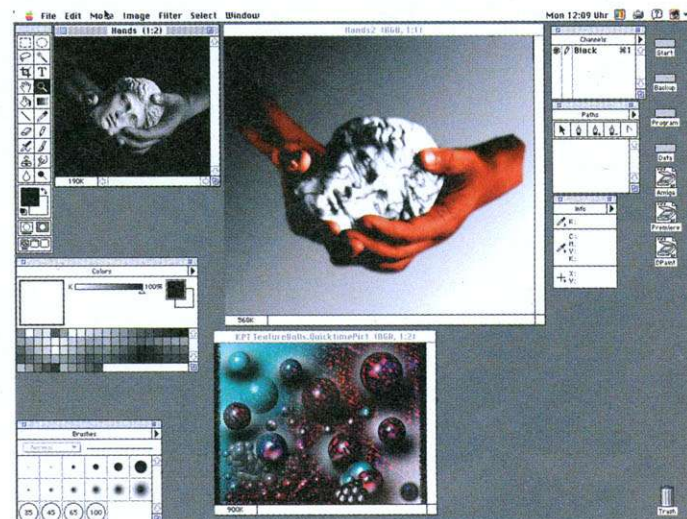 File Edit Mode Image Filter Select Window
Mon 12:09 Uhr
Hands (1:2)
190K
Hands2 (RGB, 1:1)
560K
Channels
Black ⌘1
Paths
Info
K:
C:
M:
Y:
K:
X:
Y:
Start
Backup
Program
Data
Amiga
Premiere
DPaint
Trash
Colors
K
100%
KPT TextureBalls.QuicktimePict (RGB, 1:2)
900K
Brushes
Normal
35 45 65 100